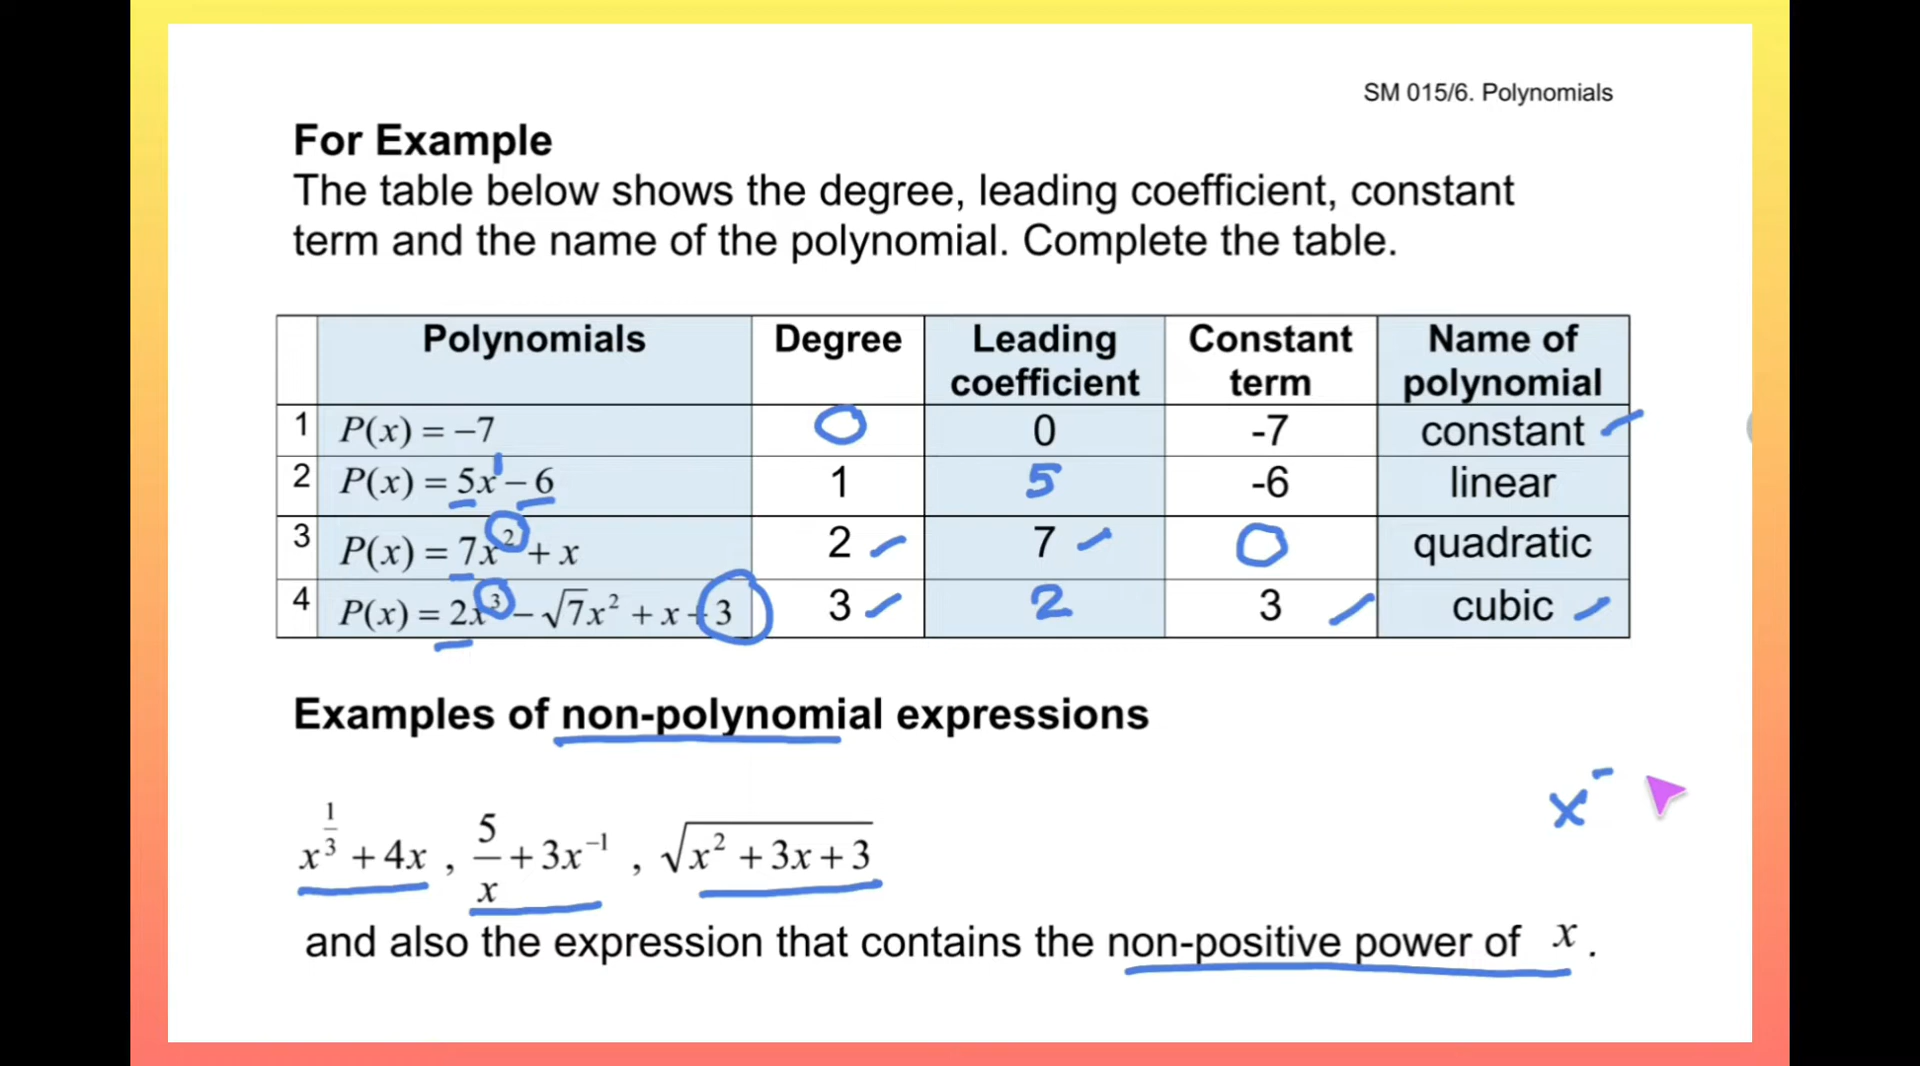 SM 015/6. Polynomials
For Example
The table below shows the degree, leading coefficient, constant
term and the name of the polynomial. Complete the table.
Polynomials Degree Leading coefficient Constant term Name of polynomial
1 P(x) = −7 0 0 -7 constant
2 P(x) = 5x¹ − 6 1 5 -6 linear
3 P(x) = 7x² + x 2 7 0 quadratic
4 P(x) = 2x³ − √7x² + x + 3 3 2 3 cubic
Examples of non-polynomial expressions
x^(1/3) + 4x , 5/x + 3x⁻¹ , √(x² + 3x + 3)
x⁻
and also the expression that contains the non-positive power of x .